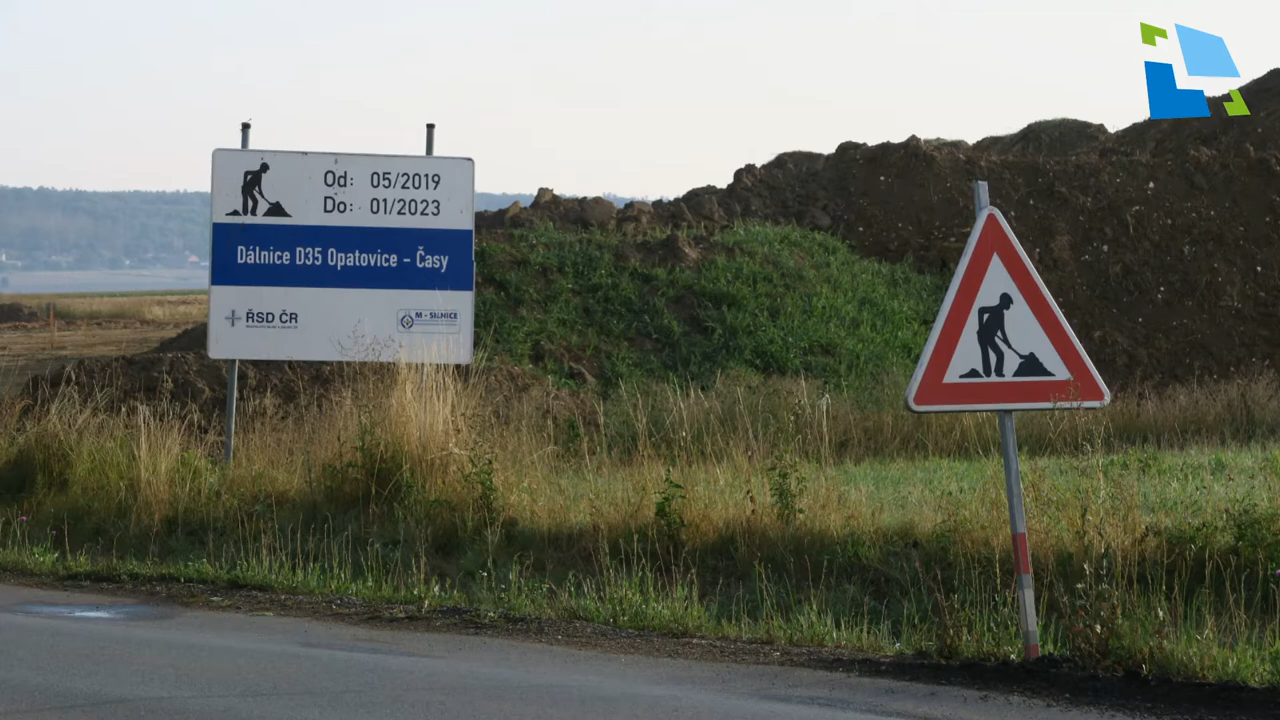 Od: 05/2019
Do: 01/2023
Dálnice D35 Opatovice - Časy
ŘSD ČR
M - SILNICE